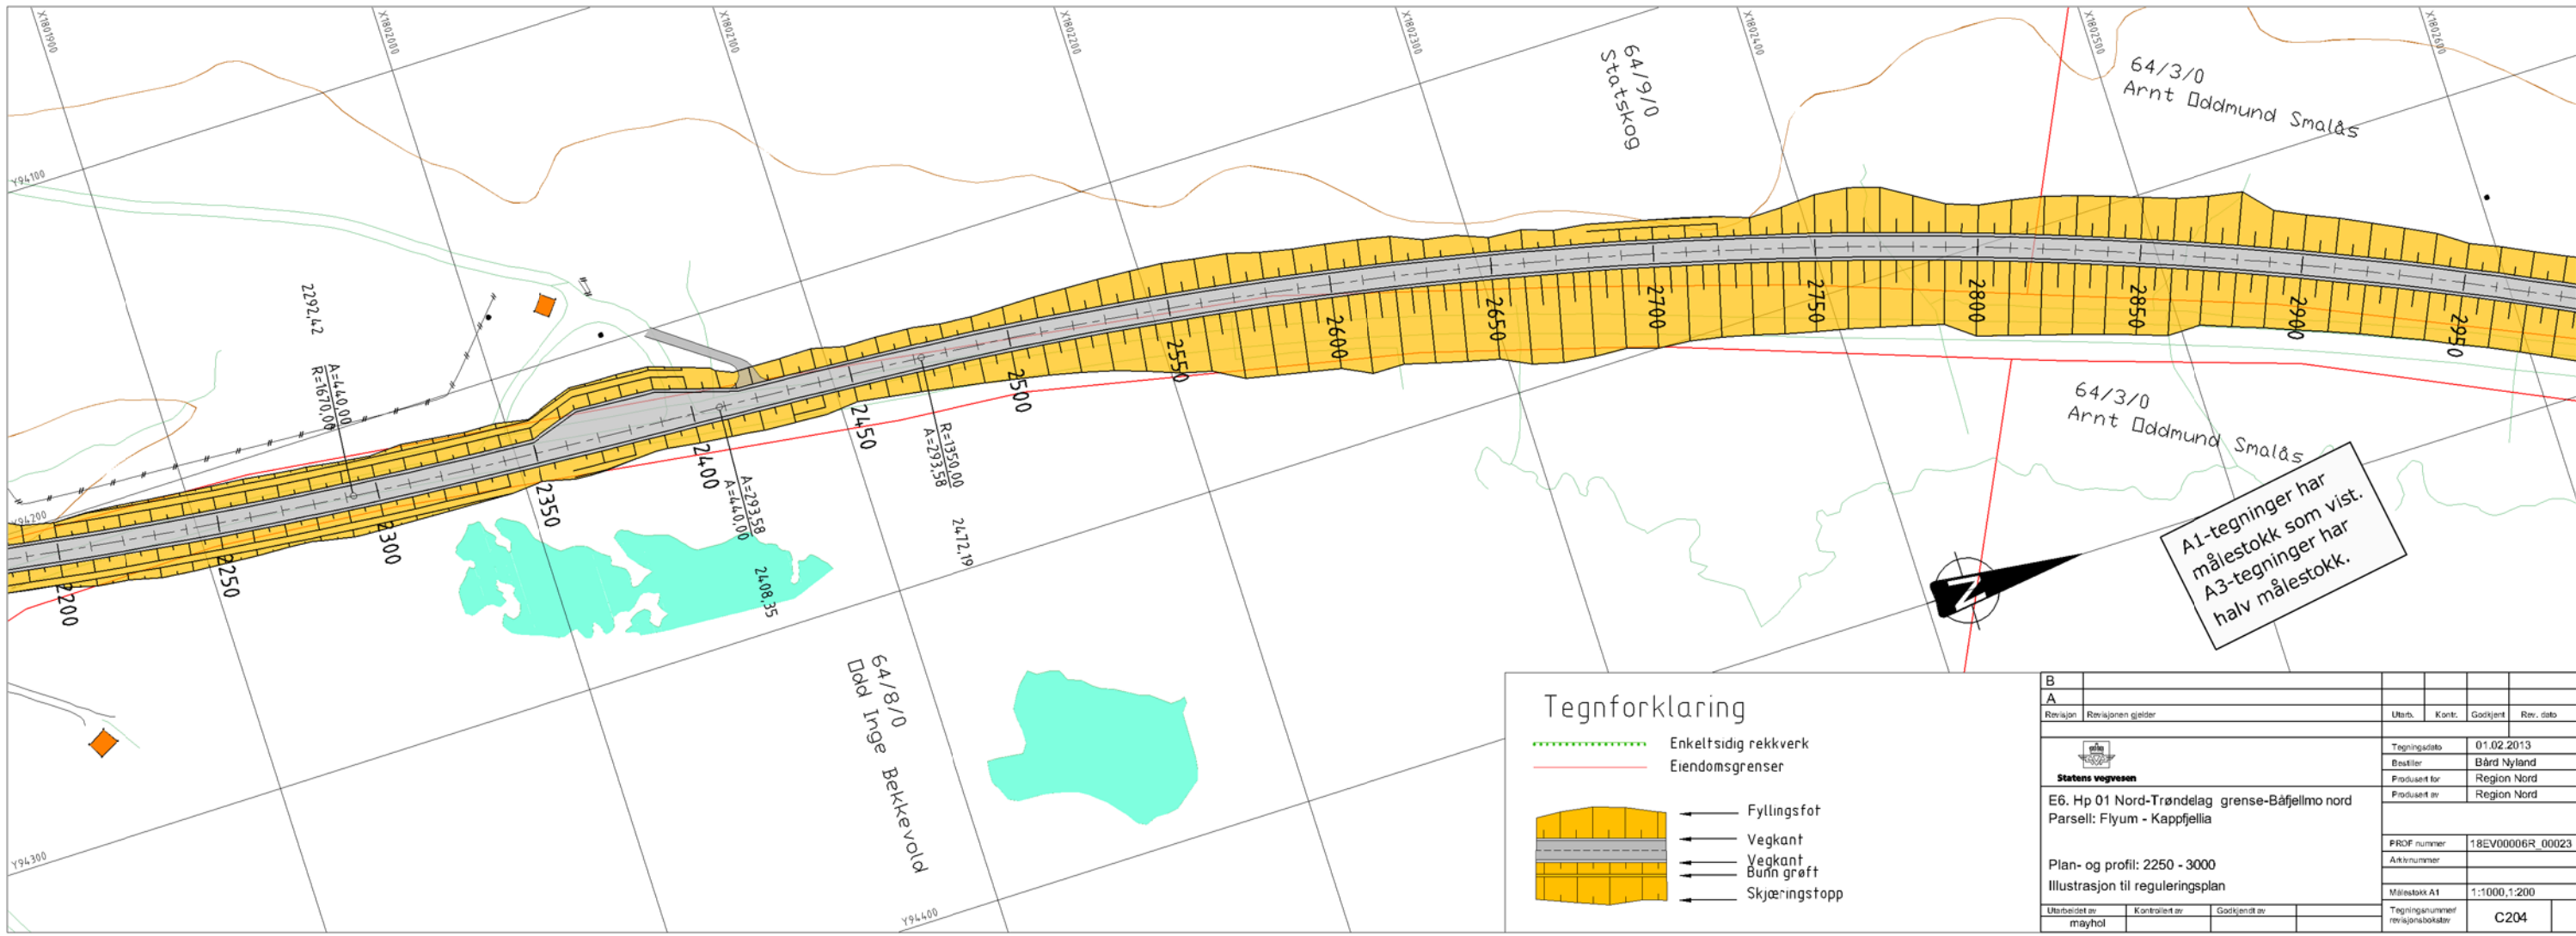 X1801900
X1802000
X1802100
X1802200
X1802300
X1802400
X1802500
X1802600
Y94100
Y94200
Y94300
Y94400
64/9/0
Statskog
64/3/0
Arnt □ddmund Smalås
2292,42
A=440,00
R=1670,00
2200
2250
2300
2350
2400
2450
2500
2550
2600
2650
2700
2750
2800
2850
2900
2950
A=293,58
A=440,00
2408,35
R=1350,00
A=293,58
2472,19
64/3/0
Arnt □ddmund Smalås
64/8/0
□dd Inge Bekkevold
A1-tegninger har
målestokk som vist.
A3-tegninger har
halv målestokk.
N
Tegnforklaring
Enkeltsidig rekkverk
Eiendomsgrenser
Fyllingsfot
Vegkant
Vegkant
Bunn grøft
Skjæringstopp
B
A
Revisjon Revisjonen gjelder Utarb. Kontr. Godkjent Rev. dato
Statens vegvesen
Tegningsdato 01.02.2013
Bestiller Bård Nyland
Produsert for Region Nord
Produsert av Region Nord
E6. Hp 01 Nord-Trøndelag grense-Båfjellmo nord
Parsell: Flyum - Kappfjellia
PROF nummer 18EV00006R_00023
Arkivnummer
Plan- og profil: 2250 - 3000
Illustrasjon til reguleringsplan
Målestokk A1 1:1000,1:200
Utarbeidet av Kontrollert av Godkjendt av
mayhol
Tegningsnummer/
revisjonsbokstav C204